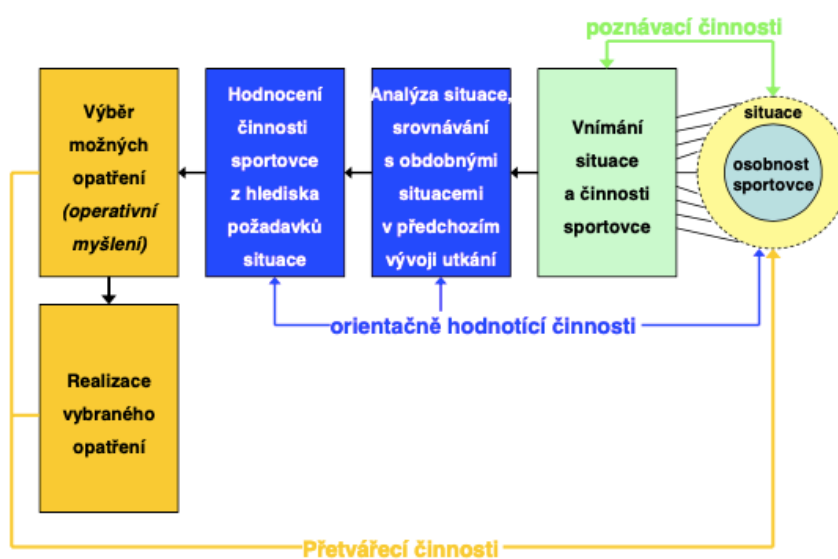 poznávací činnosti
Výběr
možných
opatření
(operativní
myšlení)
Hodnocení
činnosti
sportovce
z hlediska
požadavků
situace
Analýza situace,
srovnávání
s obdobnými
situacemi
v předchozím
vývoji utkání
Vnímání
situace
a činnosti
sportovce
situace
osobnost
sportovce
orientačně hodnotící činnosti
Realizace
vybraného
opatření
Přetvářecí činnosti